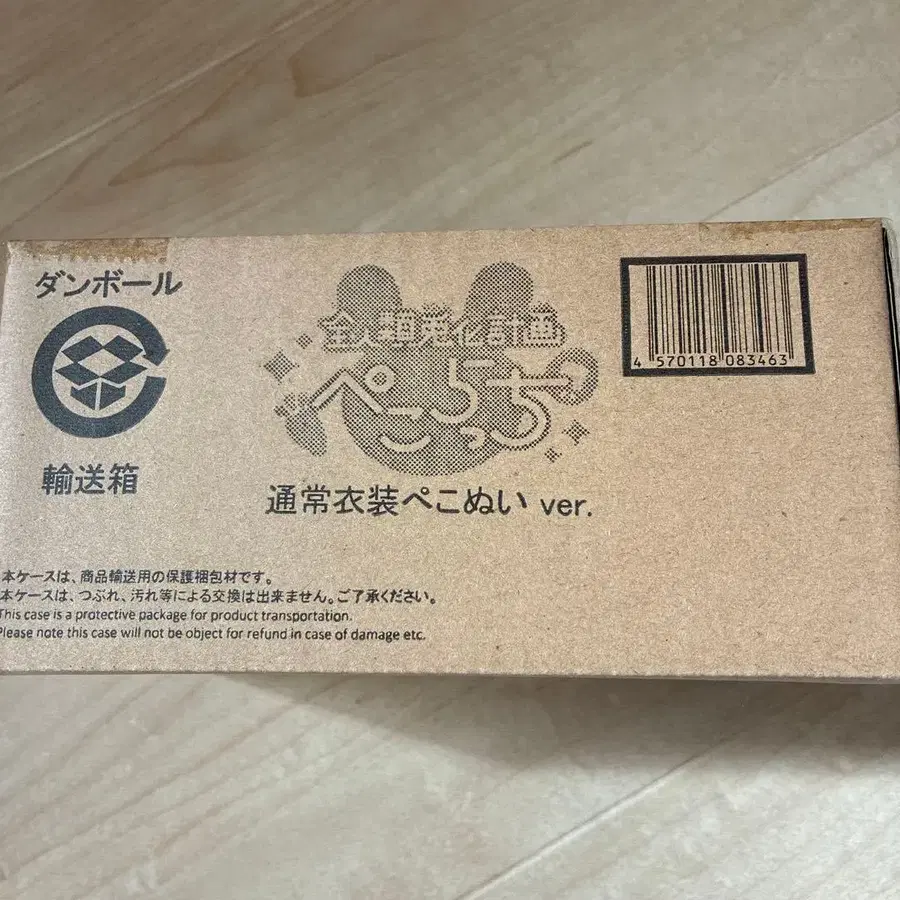 ダンボール
輸送箱
全人類兎化計画
ぺこらっち
通常衣装ぺこぬい ver.
4 570118 083463
本ケースは、商品輸送用の保護梱包材です。
本ケースは、つぶれ、汚れ等による交換は出来ません。ご了承ください。
This case is a protective package for product transportation.
Please note this case will not be object for refund in case of damage etc.